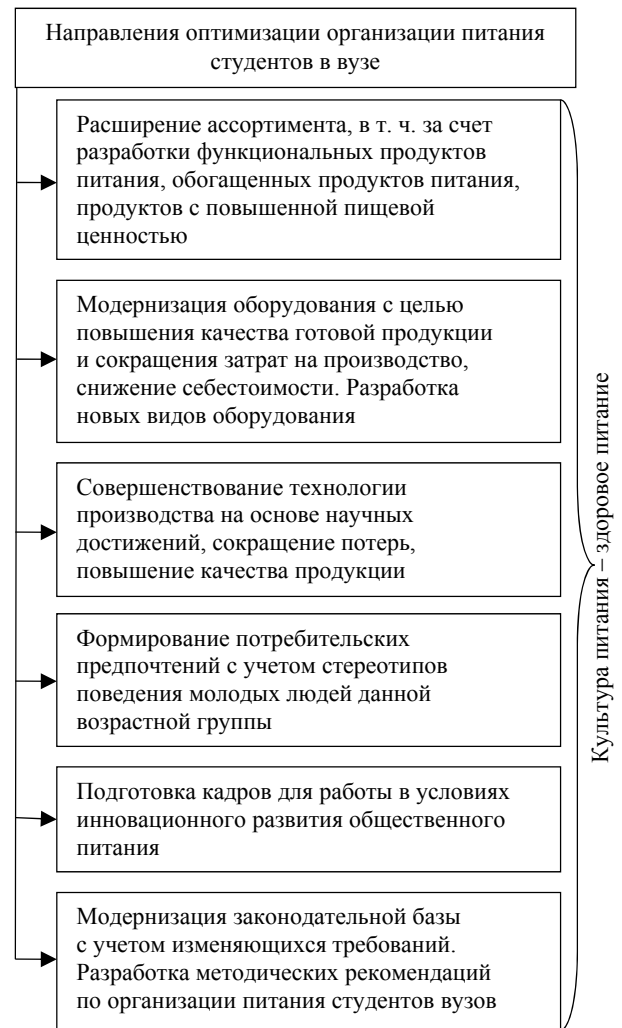 Направления оптимизации организации питания
студентов в вузе
Расширение ассортимента, в т. ч. за счет
разработки функциональных продуктов
питания, обогащенных продуктов питания,
продуктов с повышенной пищевой
ценностью
Модернизация оборудования с целью
повышения качества готовой продукции
и сокращения затрат на производство,
снижение себестоимости. Разработка
новых видов оборудования
Совершенствование технологии
производства на основе научных
достижений, сокращение потерь,
повышение качества продукции
Формирование потребительских
предпочтений с учетом стереотипов
поведения молодых людей данной
возрастной группы
Подготовка кадров для работы в условиях
инновационного развития общественного
питания
Модернизация законодательной базы
с учетом изменяющихся требований.
Разработка методических рекомендаций
по организации питания студентов вузов
Культура питания – здоровое питание